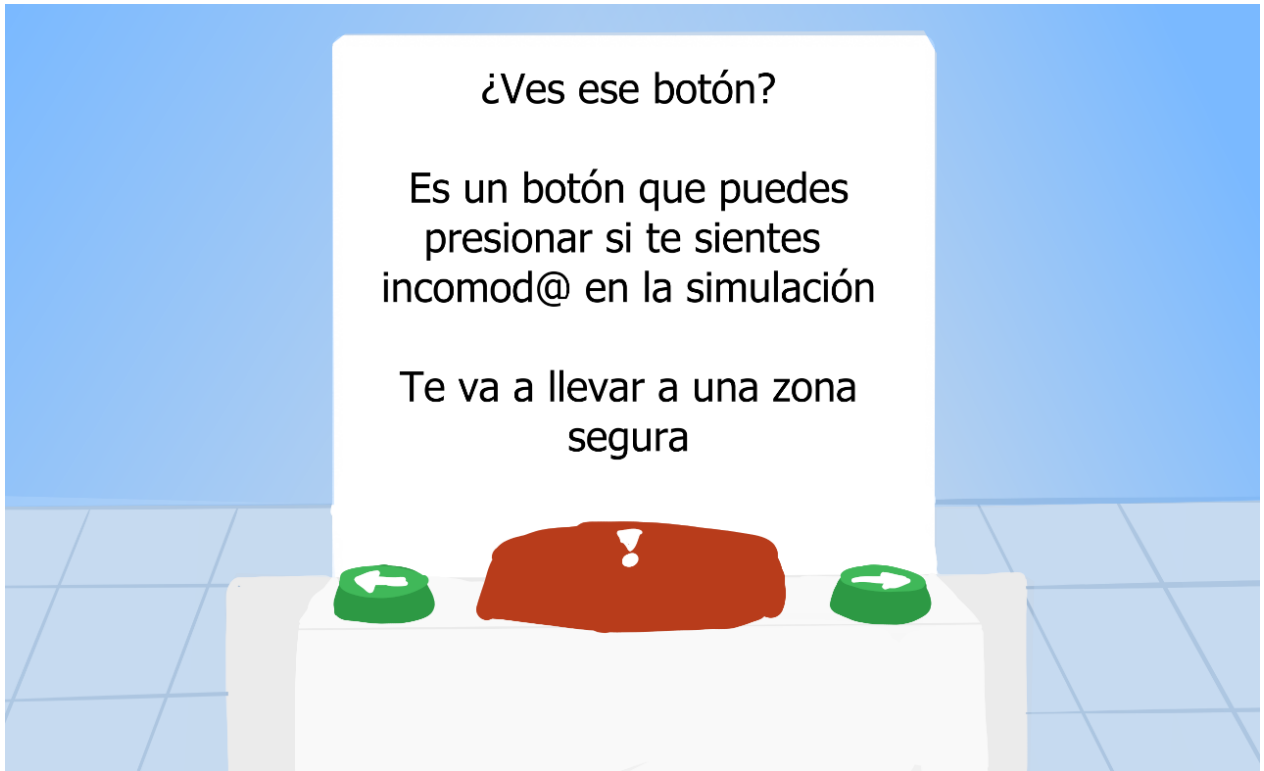 ¿Ves ese botón?
Es un botón que puedes
presionar si te sientes
incomod@ en la simulación
Te va a llevar a una zona
segura
!